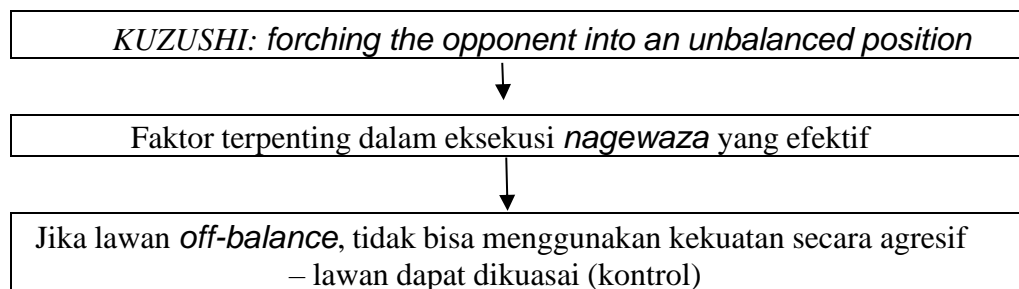 KUZUSHI: forching the opponent into an unbalanced position
Faktor terpenting dalam eksekusi nagewaza yang efektif
Jika lawan off-balance, tidak bisa menggunakan kekuatan secara agresif
– lawan dapat dikuasai (kontrol)